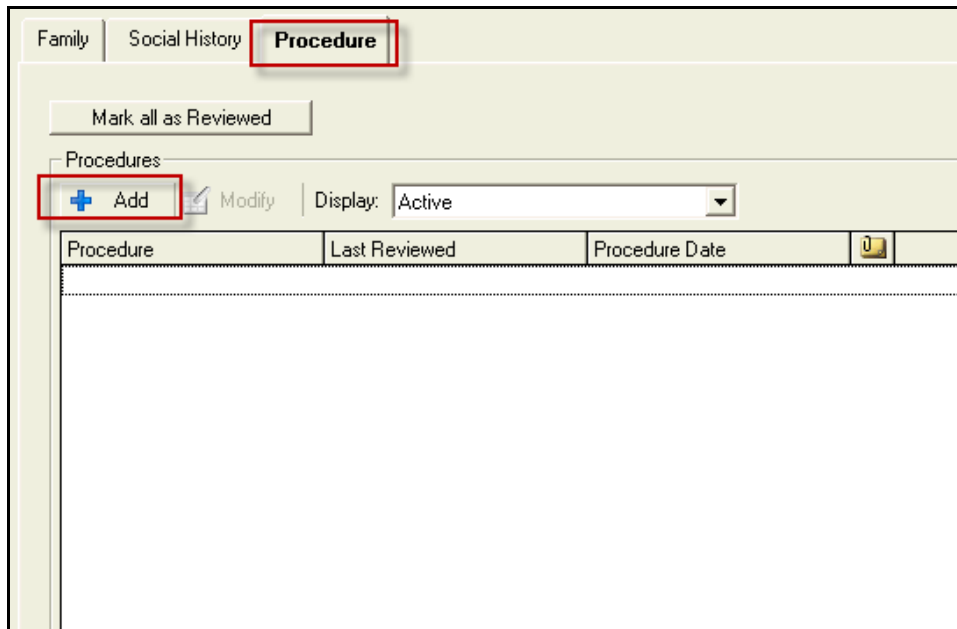 Family Social History Procedure
Mark all as Reviewed
Procedures
Add Modify Display: Active
Procedure Last Reviewed Procedure Date